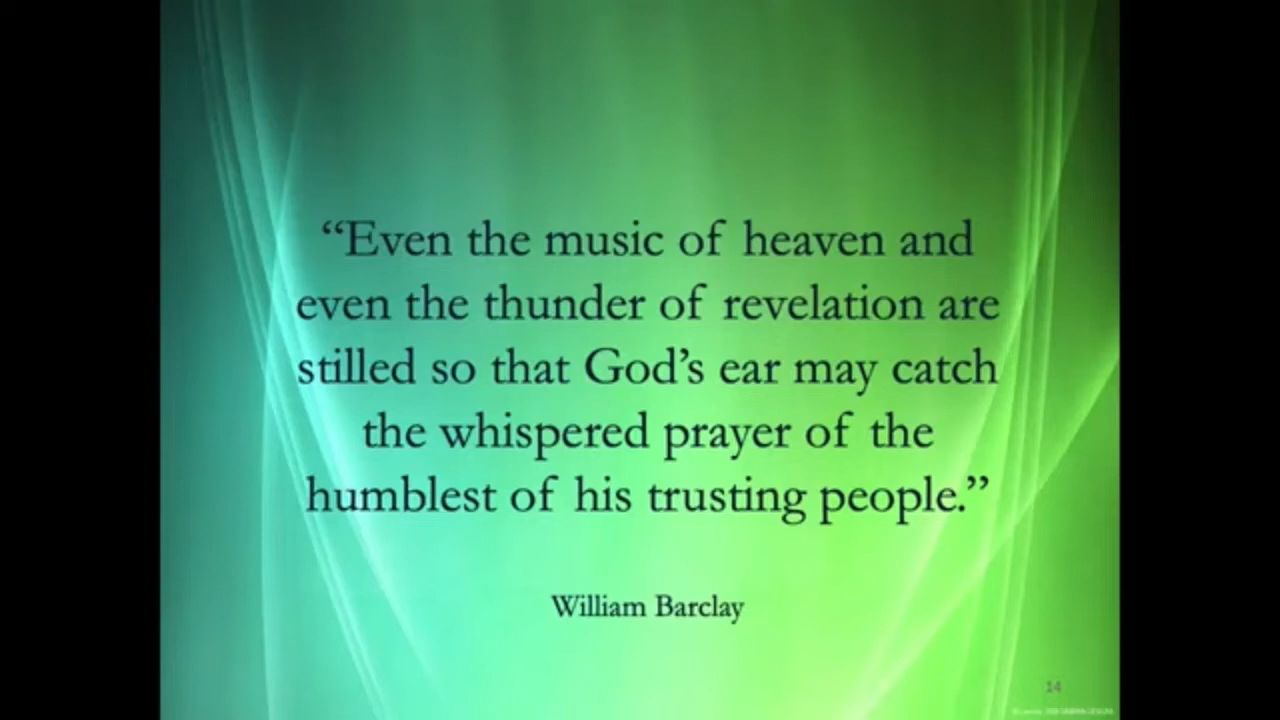 “Even the music of heaven and
even the thunder of revelation are
stilled so that God’s ear may catch
the whispered prayer of the
humblest of his trusting people.”
William Barclay
14